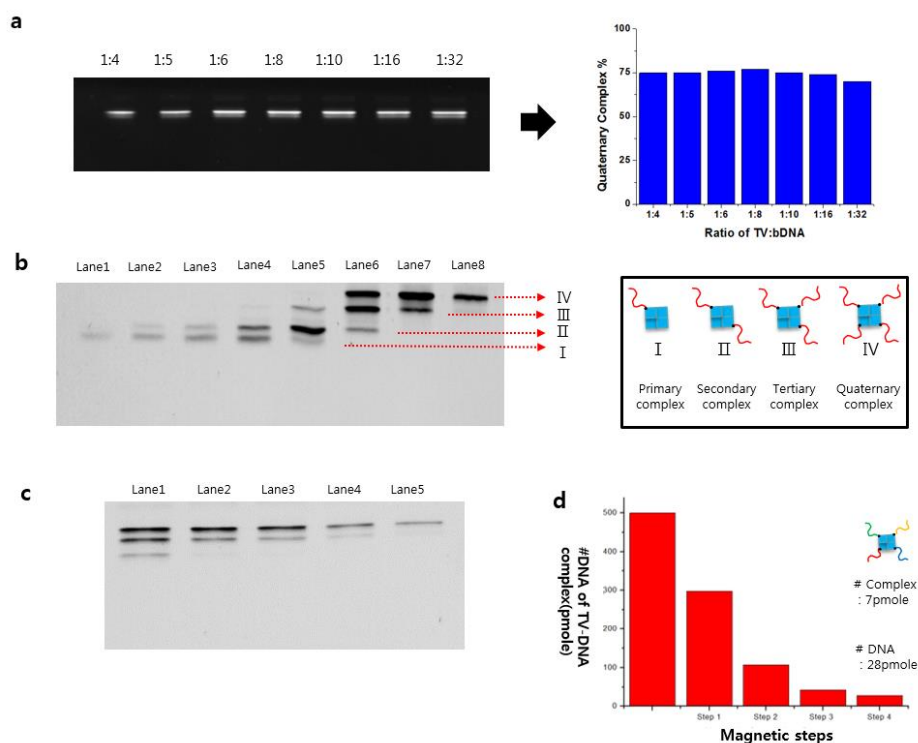 a
1:4 1:5 1:6 1:8 1:10 1:16 1:32
Quaternary Complex %
100
75
50
25
0
1:4 1:5 1:6 1:8 1:10 1:16 1:32
Ratio of TV:bDNA
b
Lane1 Lane2 Lane3 Lane4 Lane5 Lane6 Lane7 Lane8
Ⅳ
Ⅲ
Ⅱ
Ⅰ
Ⅰ Ⅱ Ⅲ Ⅳ
Primary Secondary Tertiary Quaternary
complex complex complex complex
c
Lane1 Lane2 Lane3 Lane4 Lane5
d
#DNA of TV-DNA
complex(pmole)
500
400
300
200
100
0
Step 1 Step 2 Step 3 Step 4
Magnetic steps
# Complex
: 7pmole
# DNA
: 28pmole